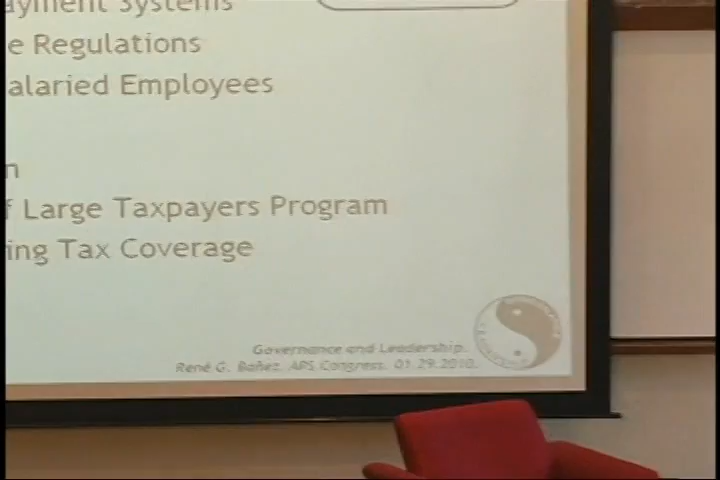 ayment Systems
e Regulations
alaried Employees
n
f Large Taxpayers Program
ing Tax Coverage
Governance and Leadership.
René G. Bañez. APS Congress. 01.29.2010.